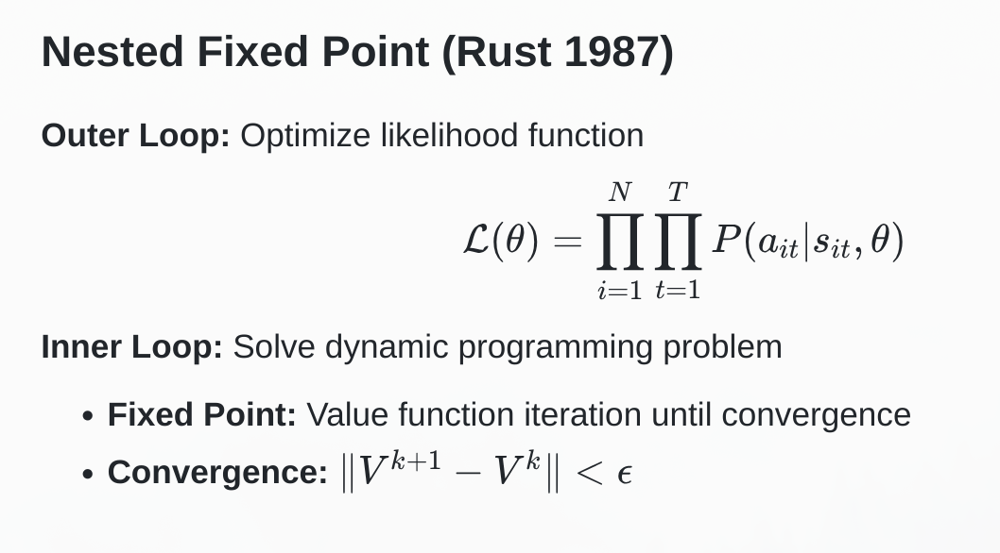 Nested Fixed Point (Rust 1987)
Outer Loop: Optimize likelihood function
ℒ(θ) = ∏_{i=1}^{N} ∏_{t=1}^{T} P(a_{it}|s_{it}, θ)
Inner Loop: Solve dynamic programming problem
• Fixed Point: Value function iteration until convergence
• Convergence: ‖V^{k+1} − V^{k}‖ < ϵ